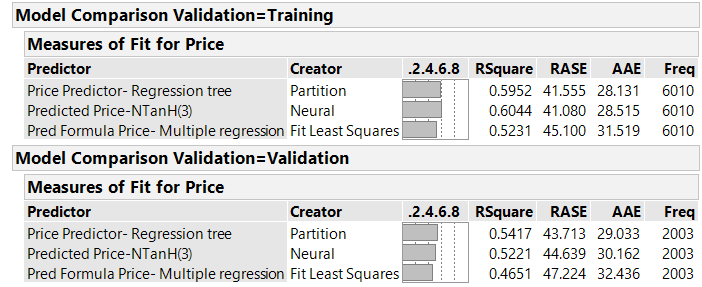 Model Comparison Validation=Training
Measures of Fit for Price
Predictor Creator .2.4.6.8 RSquare RASE AAE Freq
Price Predictor- Regression tree Partition 0.5952 41.555 28.131 6010
Predicted Price-NTanH(3) Neural 0.6044 41.080 28.515 6010
Pred Formula Price- Multiple regression Fit Least Squares 0.5231 45.100 31.519 6010
Model Comparison Validation=Validation
Measures of Fit for Price
Predictor Creator .2.4.6.8 RSquare RASE AAE Freq
Price Predictor- Regression tree Partition 0.5417 43.713 29.033 2003
Predicted Price-NTanH(3) Neural 0.5221 44.639 30.162 2003
Pred Formula Price- Multiple regression Fit Least Squares 0.4651 47.224 32.436 2003